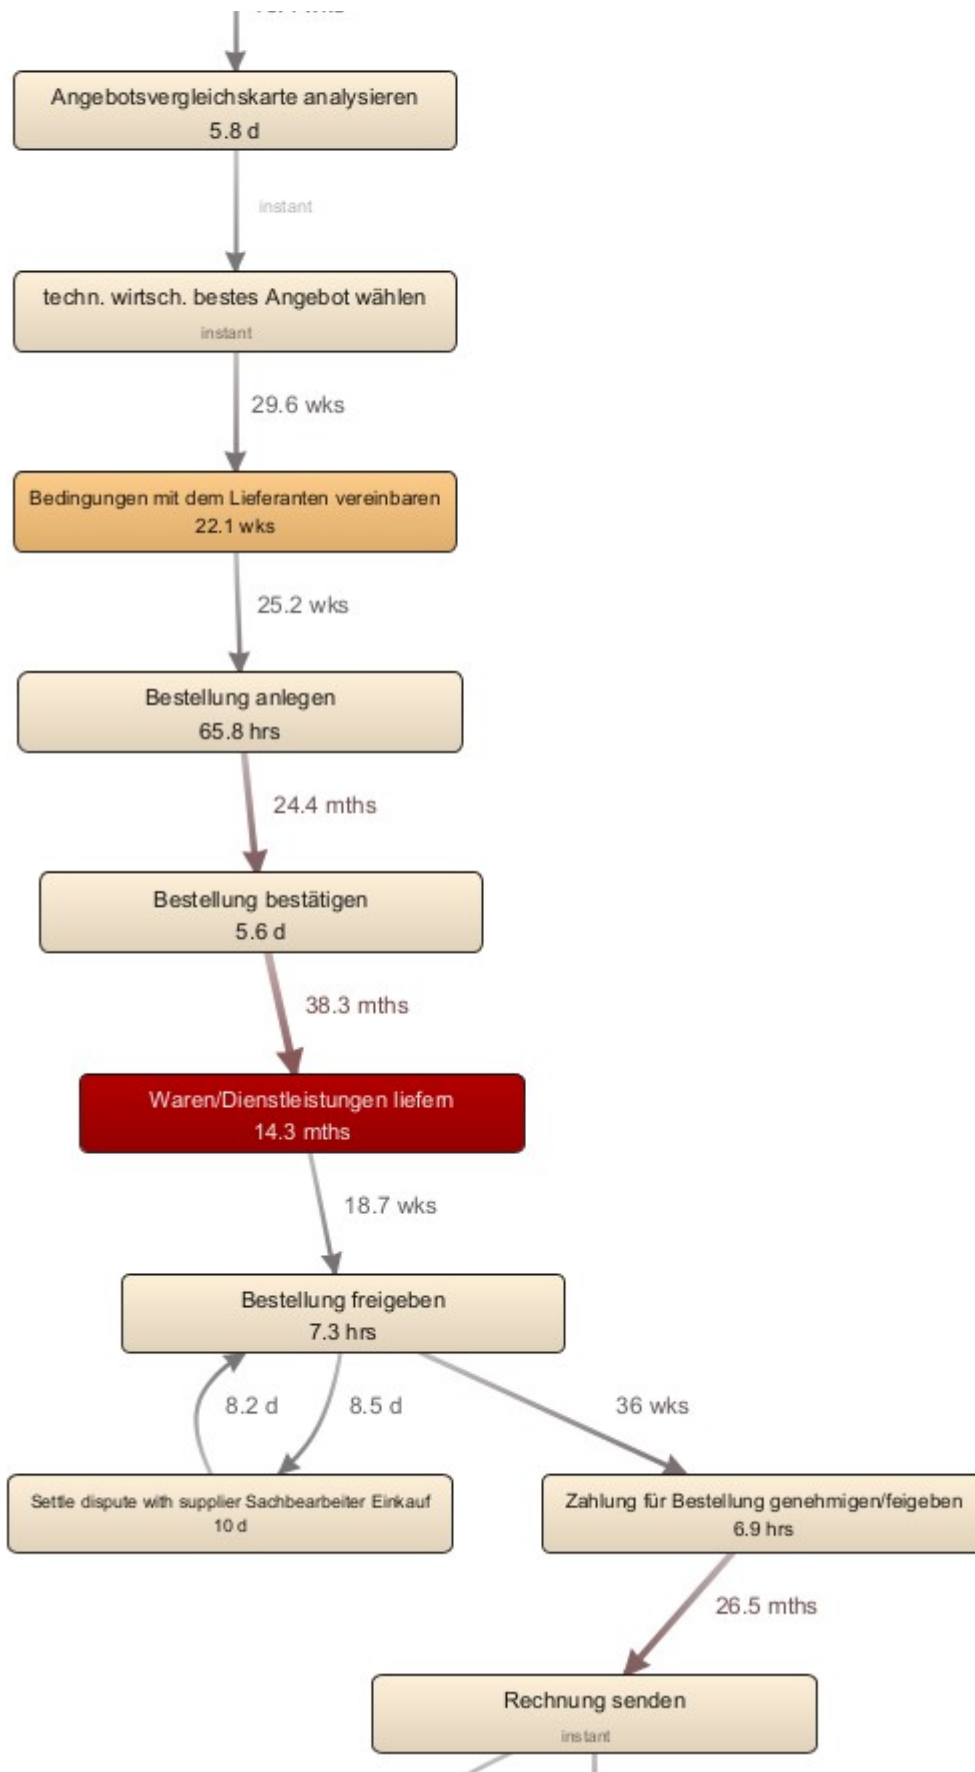 Angebotsvergleichskarte analysieren
5.8 d
instant
techn. wirtsch. bestes Angebot wählen
instant
29.6 wks
Bedingungen mit dem Lieferanten vereinbaren
22.1 wks
25.2 wks
Bestellung anlegen
65.8 hrs
24.4 mths
Bestellung bestätigen
5.6 d
38.3 mths
Waren/Dienstleistungen liefern
14.3 mths
18.7 wks
Bestellung freigeben
7.3 hrs
8.2 d
8.5 d
36 wks
Settle dispute with supplier Sachbearbeiter Einkauf
10 d
Zahlung für Bestellung genehmigen/feigeben
6.9 hrs
26.5 mths
Rechnung senden
instant